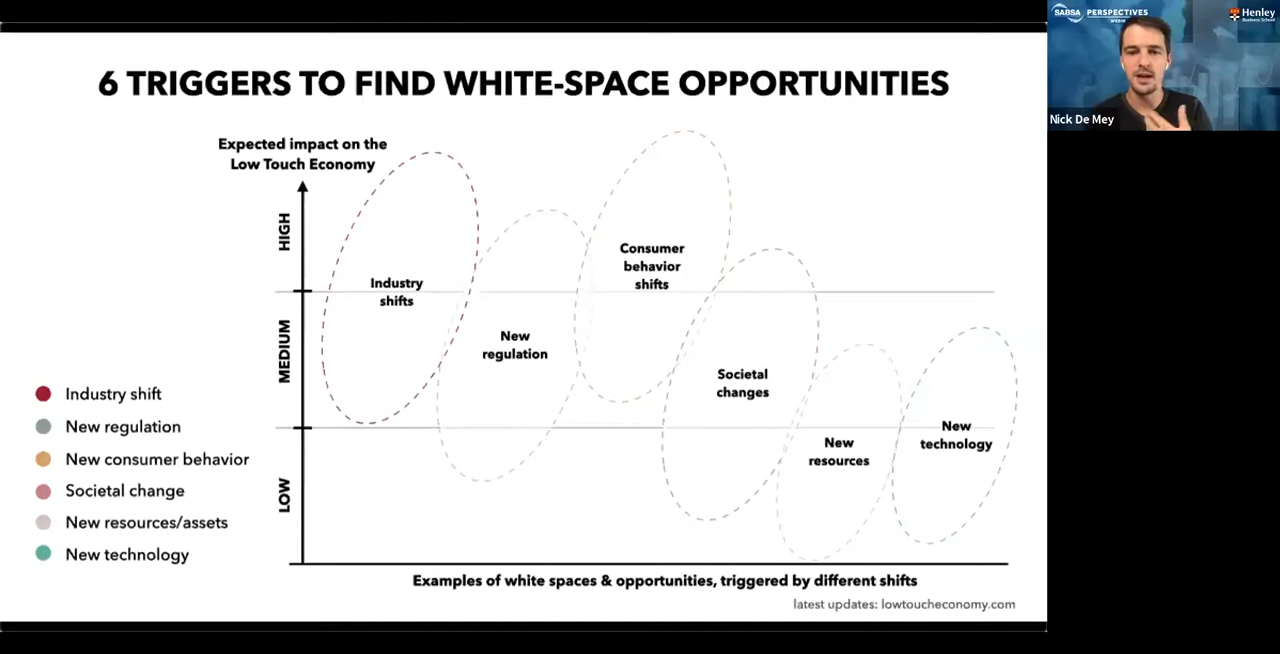 6 TRIGGERS TO FIND WHITE-SPACE OPPORTUNITIES
Expected impact on the
Low Touch Economy
HIGH
MEDIUM
LOW
Industry
shifts
New
regulation
Consumer
behavior
shifts
Societal
changes
New
resources
New
technology
Industry shift
New regulation
New consumer behavior
Societal change
New resources/assets
New technology
Examples of white spaces & opportunities, triggered by different shifts
latest updates: lowtoucheconomy.com
SABSA PERSPECTIVES
Henley
Business School
Nick De Mey